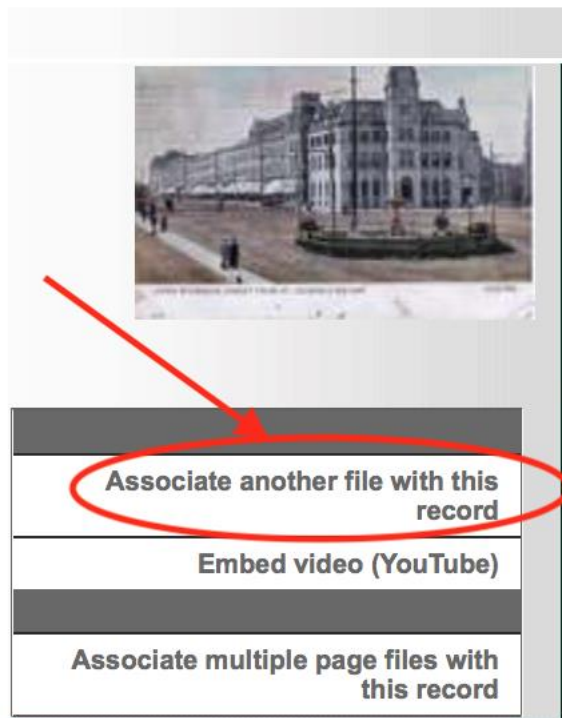 Associate another file with this
record
Embed video (YouTube)
Associate multiple page files with
this record